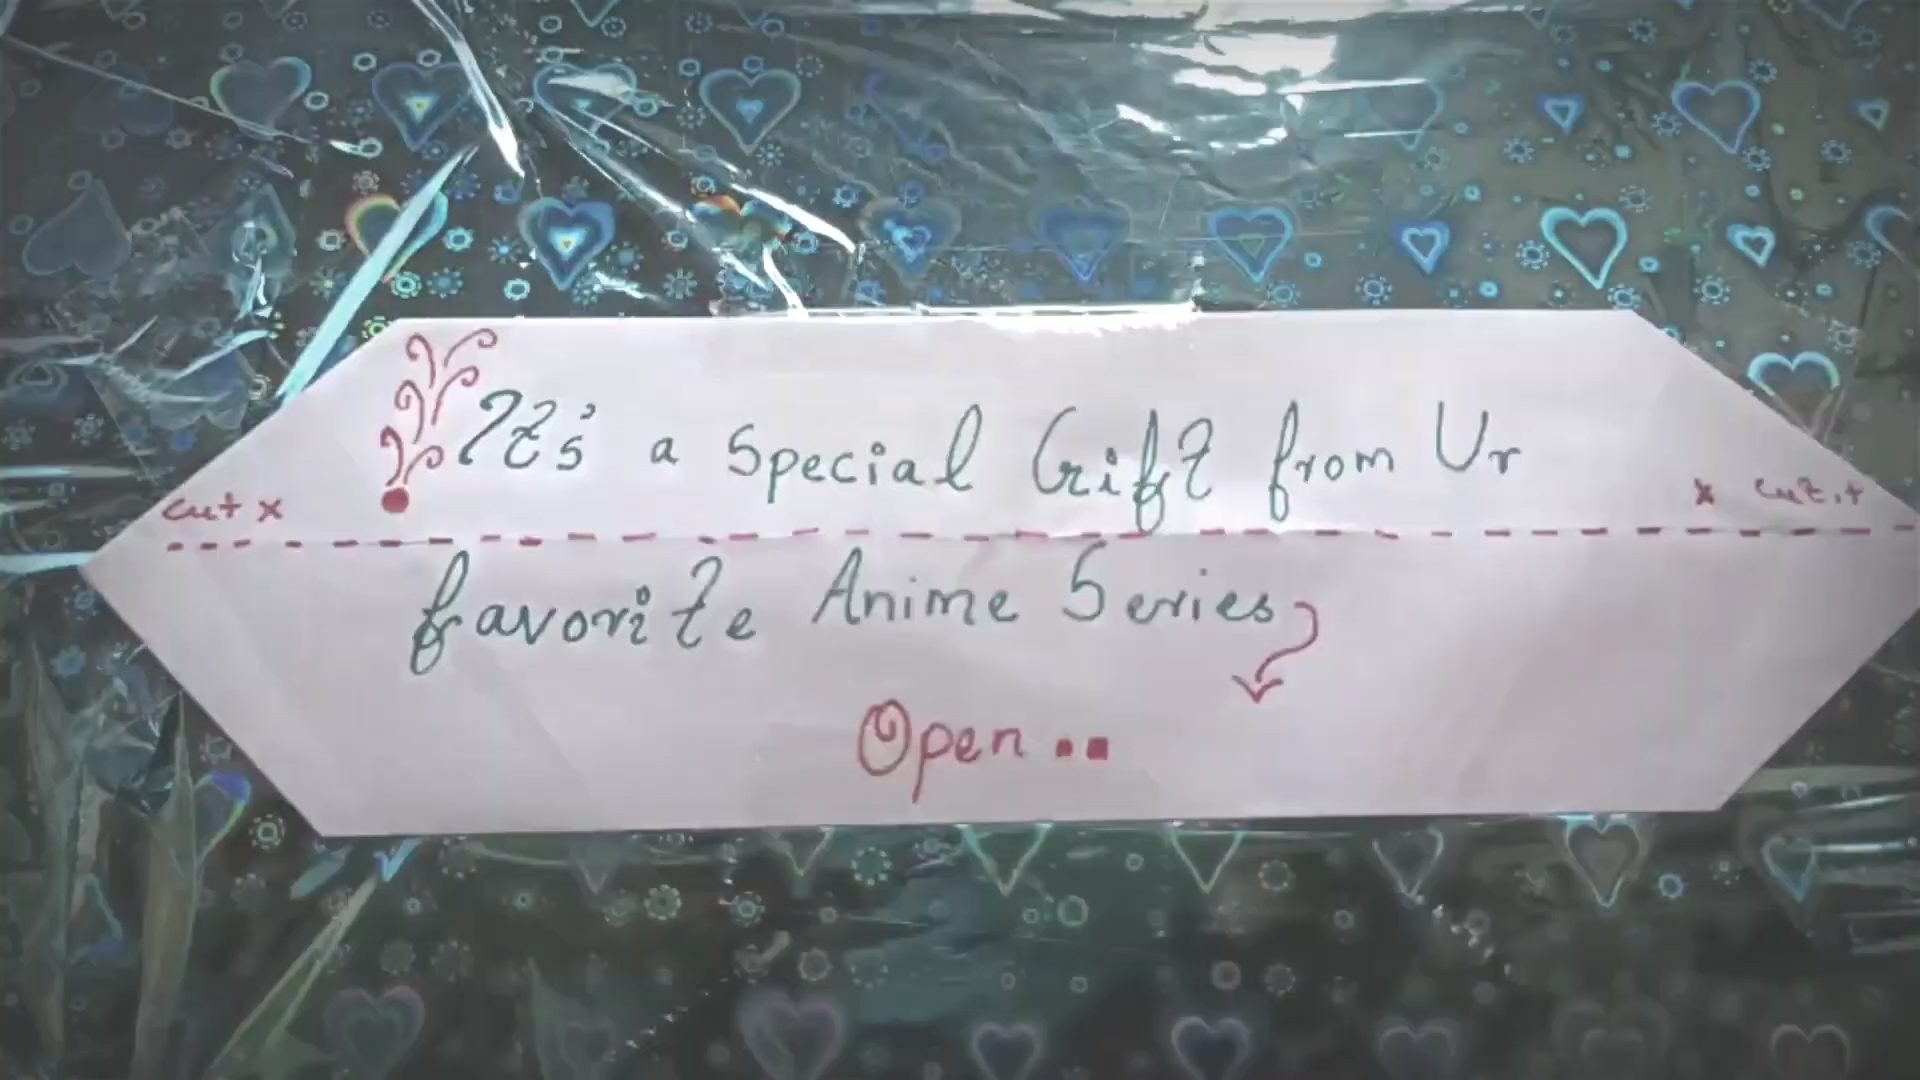 It's a Special Gift from Ur
cut x
x cut it
favorite Anime Series
Open ..